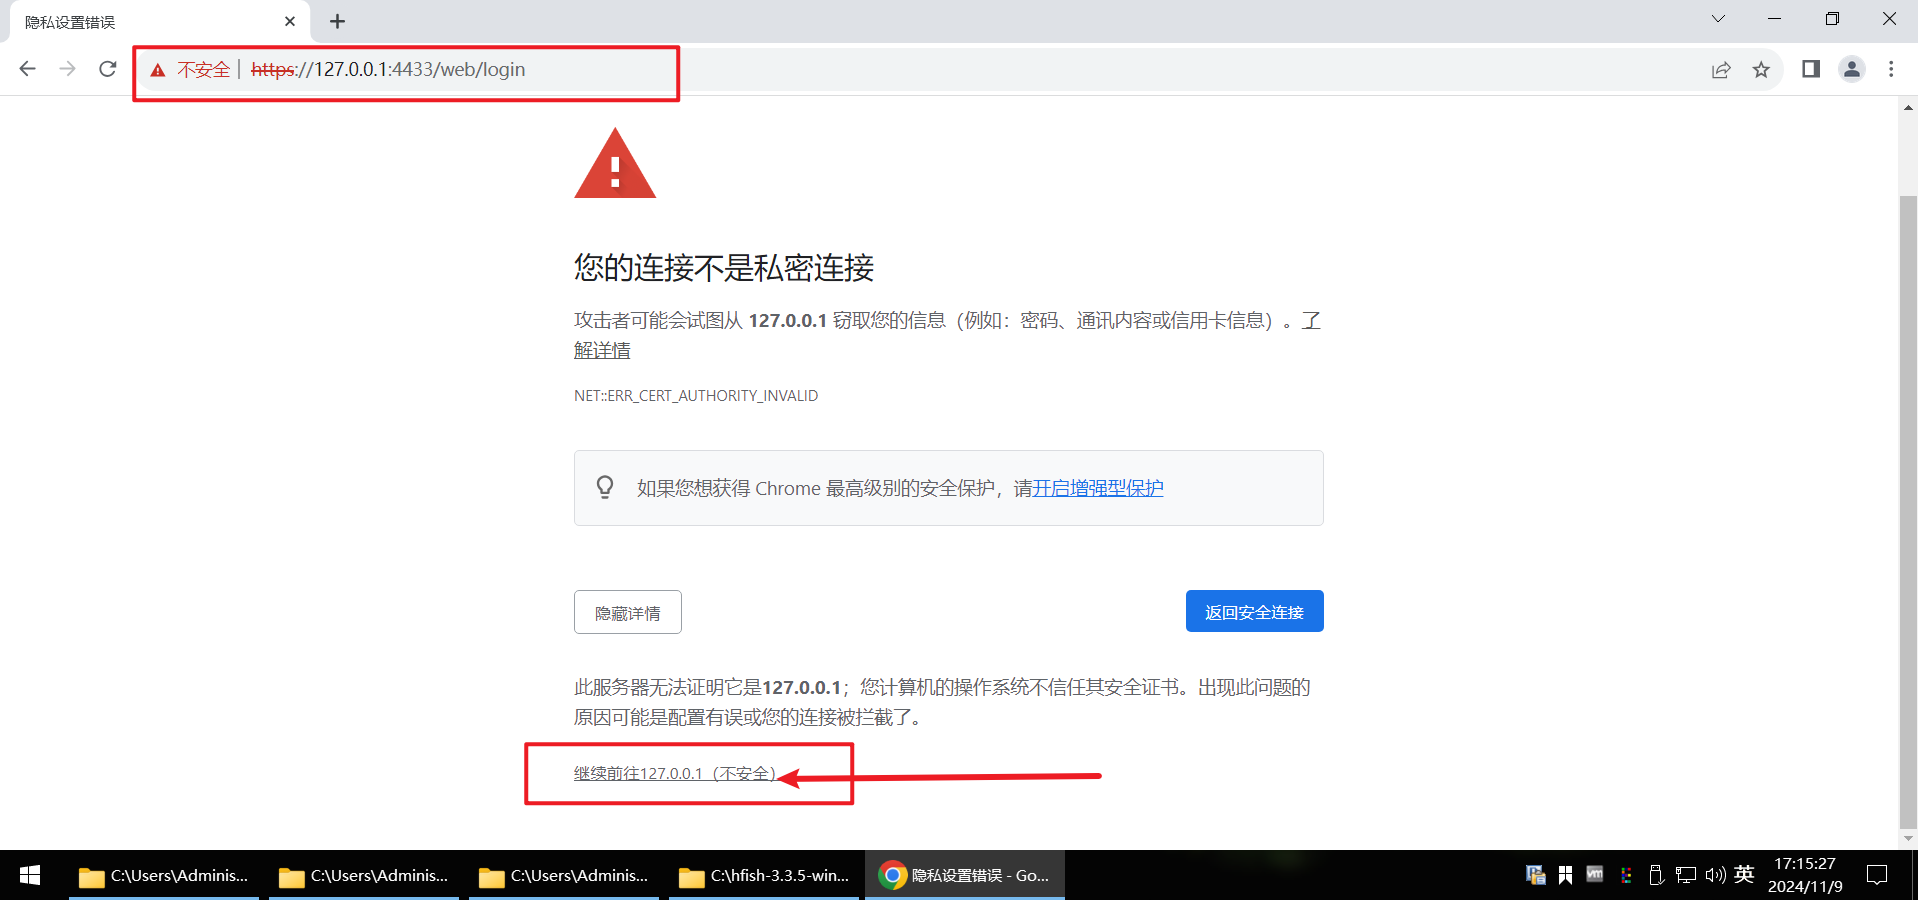 隐私设置错误
不安全 | https://127.0.0.1:4433/web/login
您的连接不是私密连接
攻击者可能会试图从 127.0.0.1 窃取您的信息（例如：密码、通讯内容或信用卡信息）。了
解详情
NET::ERR_CERT_AUTHORITY_INVALID
如果您想获得 Chrome 最高级别的安全保护，请开启增强型保护
隐藏详情
返回安全连接
此服务器无法证明它是127.0.0.1；您计算机的操作系统不信任其安全证书。出现此问题的
原因可能是配置有误或您的连接被拦截了。
继续前往127.0.0.1（不安全）
C:\Users\Adminis...
C:\Users\Adminis...
C:\Users\Adminis...
C:\hfish-3.3.5-win...
隐私设置错误 - Go...
vm
英
17:15:27
2024/11/9